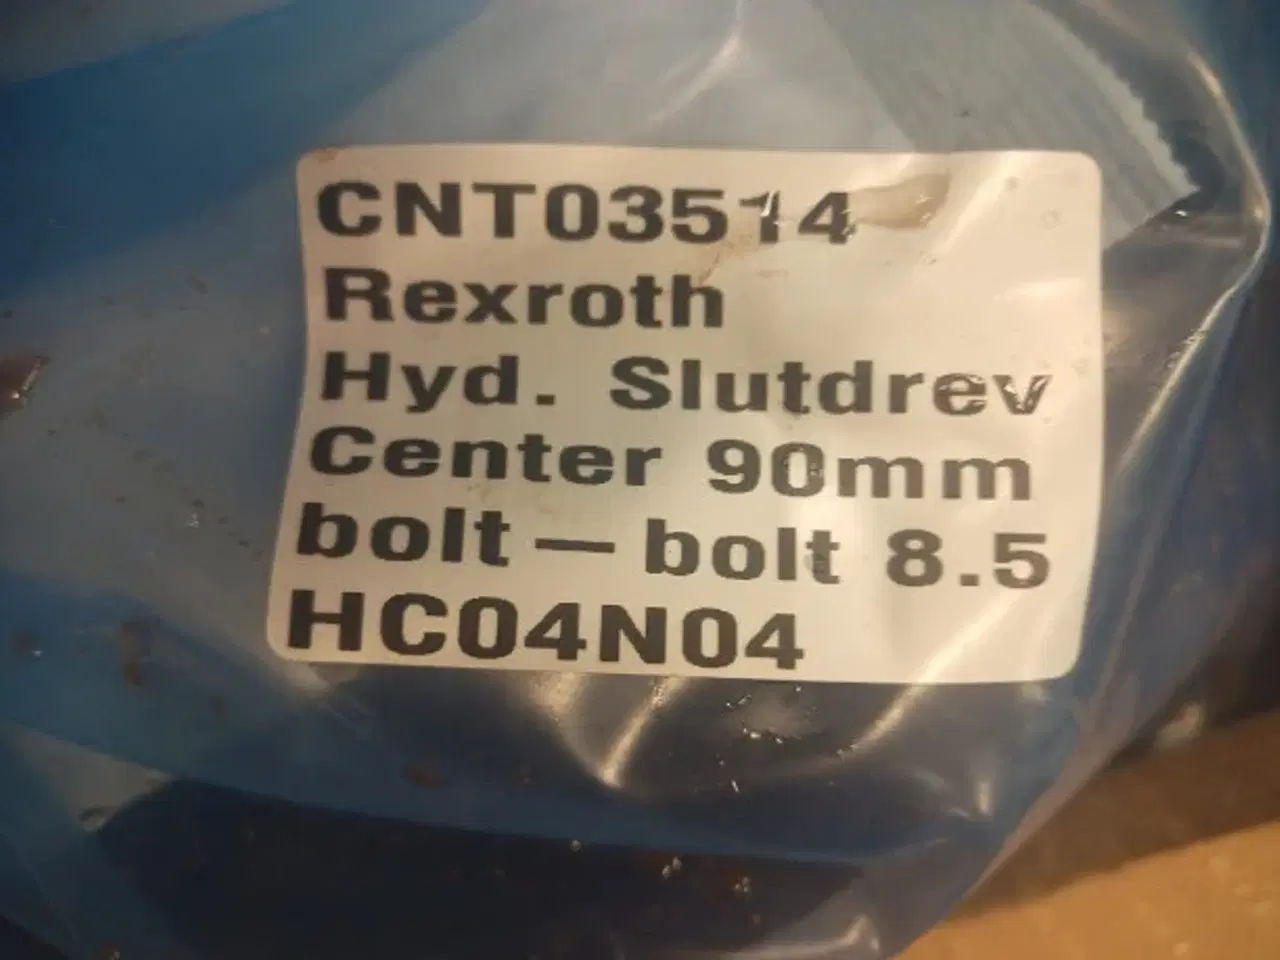 CNT03514
Rexroth
Hyd. Slutdrev
Center 90mm
bolt – bolt 8.5
HC04N04